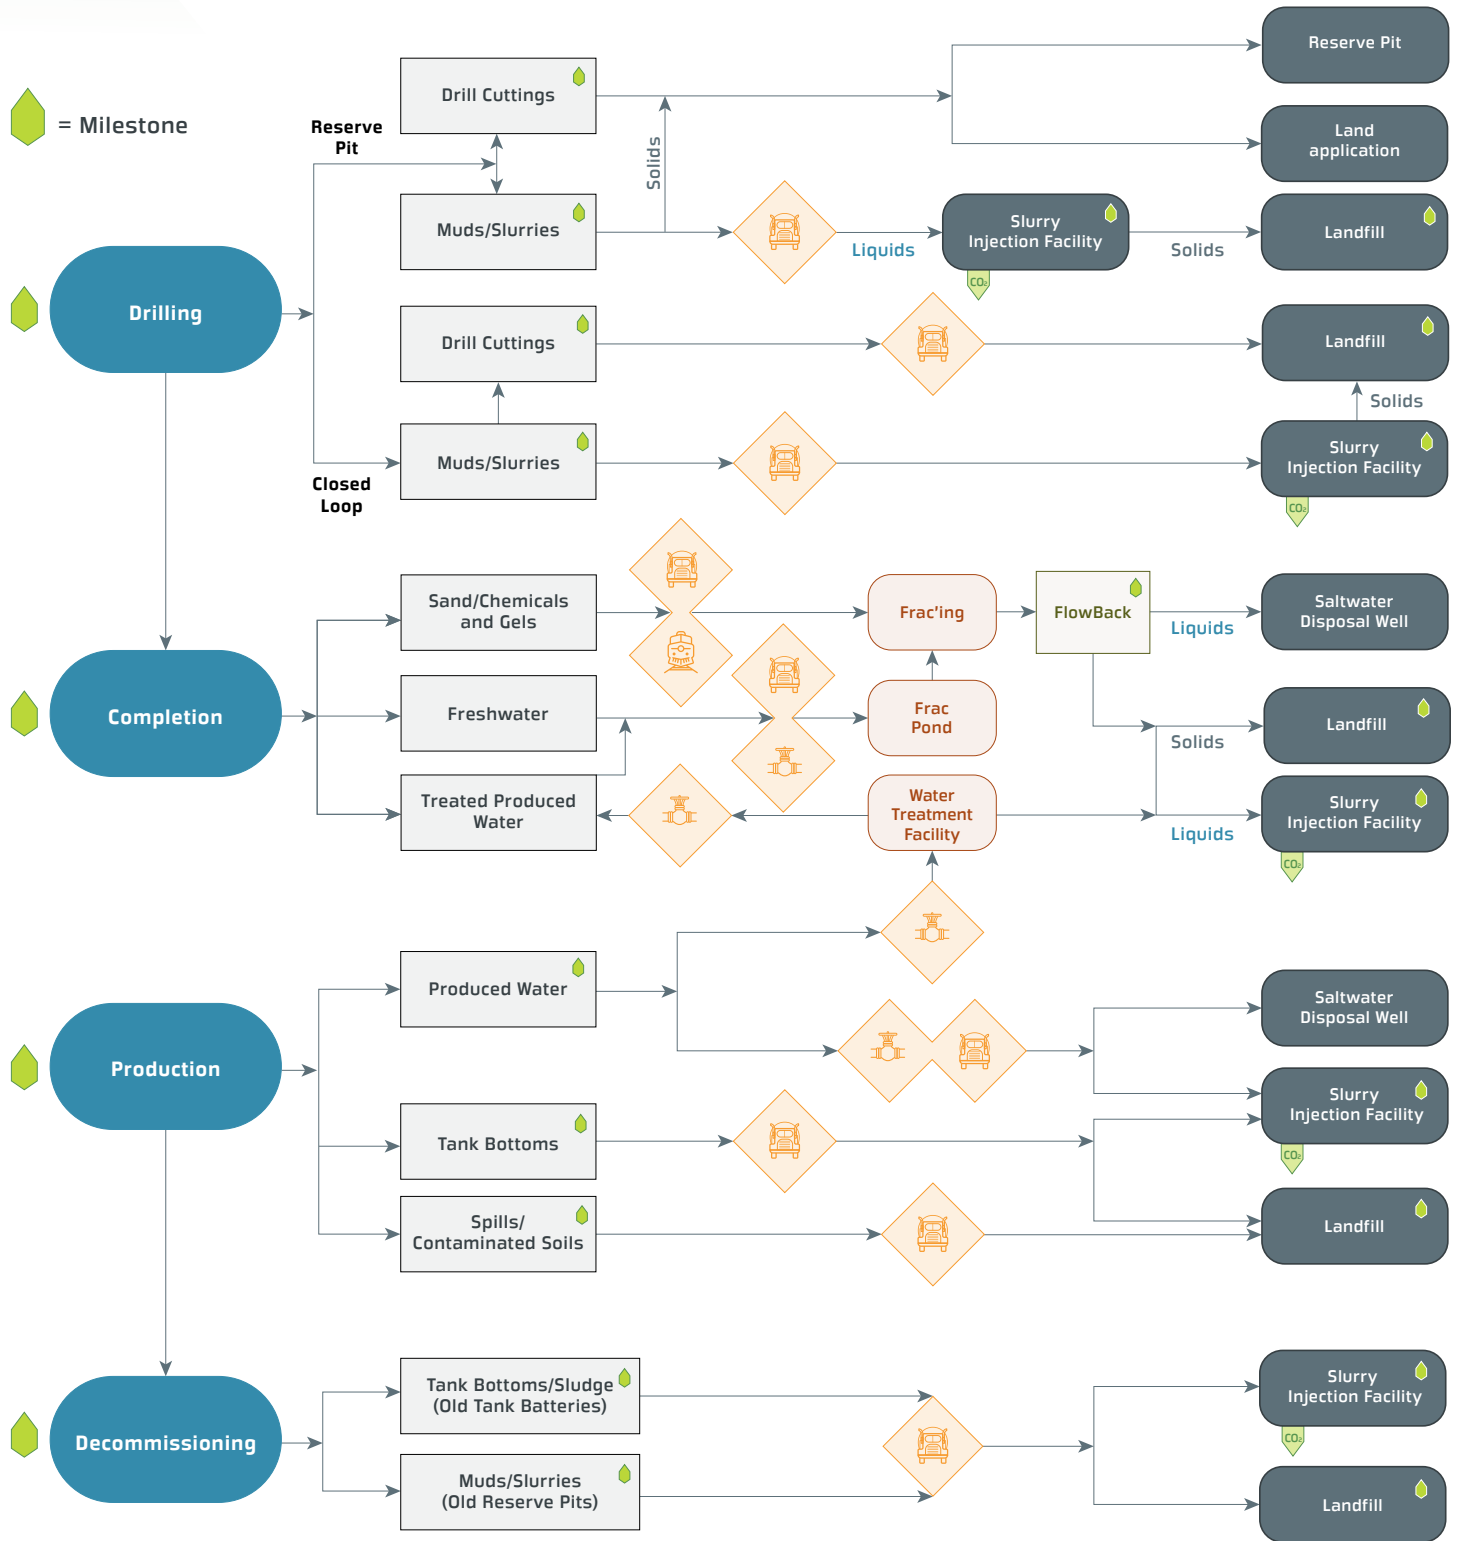 Reserve Pit
Drill Cuttings
= Milestone
Reserve
Pit
Solids
Land
application
Muds/Slurries
Liquids
Slurry
Injection Facility
CO₂
Solids
Landfill
Drilling
Drill Cuttings
Landfill
Solids
Muds/Slurries
Closed
Loop
Slurry
Injection Facility
CO₂
Sand/Chemicals
and Gels
Frac'ing
FlowBack
Liquids
Saltwater
Disposal Well
Completion
Freshwater
Frac
Pond
Solids
Landfill
Treated Produced
Water
Water
Treatment
Facility
Liquids
Slurry
Injection Facility
CO₂
Produced Water
Saltwater
Disposal Well
Production
Slurry
Injection Facility
CO₂
Tank Bottoms
Spills/
Contaminated Soils
Landfill
Tank Bottoms/Sludge
(Old Tank Batteries)
Slurry
Injection Facility
CO₂
Decommissioning
Muds/Slurries
(Old Reserve Pits)
Landfill